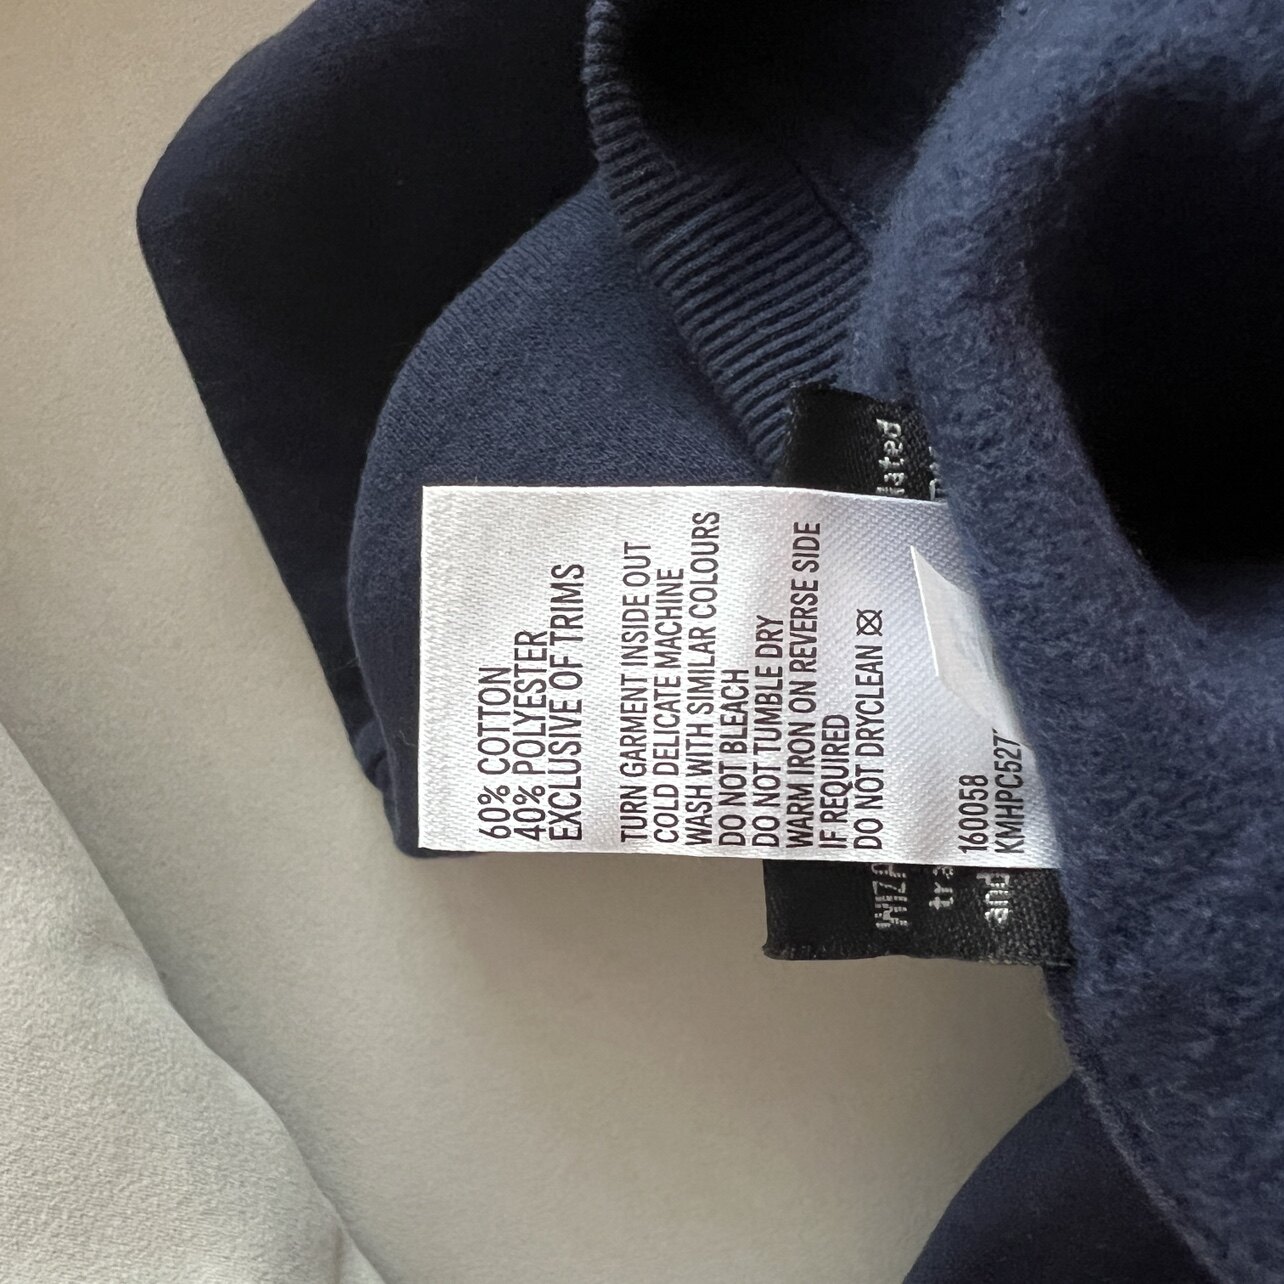 60% COTTON
40% POLYESTER
EXCLUSIVE OF TRIMS
TURN GARMENT INSIDE OUT
COLD DELICATE MACHINE
WASH WITH SIMILAR COLOURS
DO NOT BLEACH
DO NOT TUMBLE DRY
WARM IRON ON REVERSE SIDE
IF REQUIRED
DO NOT DRYCLEAN
160058
KMHPC527
and